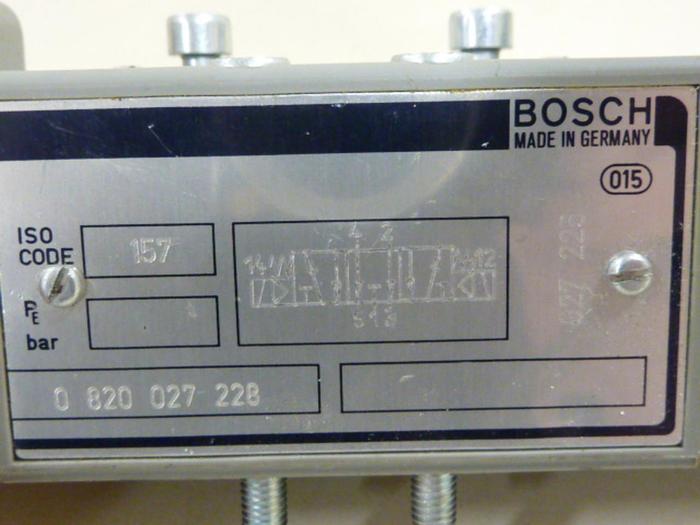 BOSCH
MADE IN GERMANY
015
ISO
CODE
157
4 2
14
12
5 1 3
PE
bar
027 228
0 820 027 228